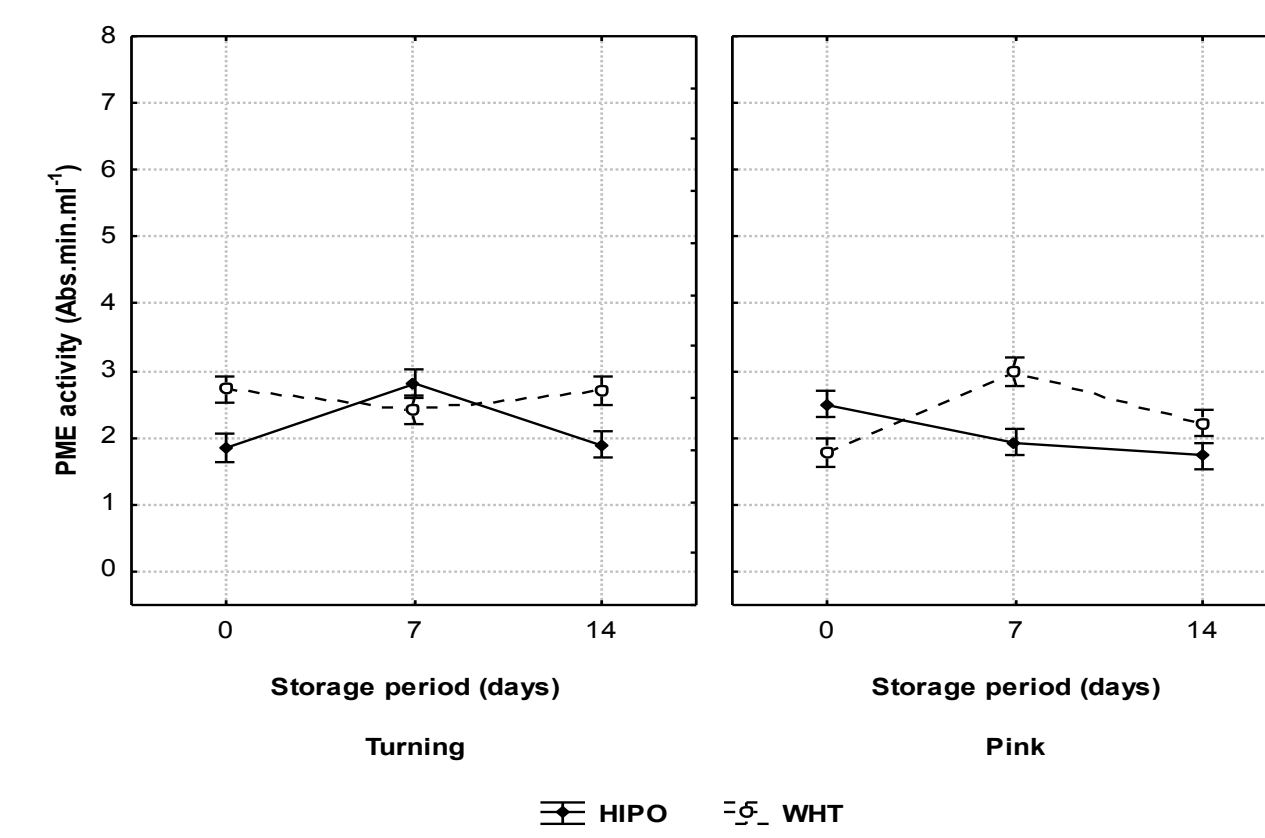 8
7
6
5
4
3
2
1
0
PME activity (Abs.min.ml-1)
0 7 14 0 7 14
Storage period (days) Storage period (days)
Turning Pink
HIPO WHT